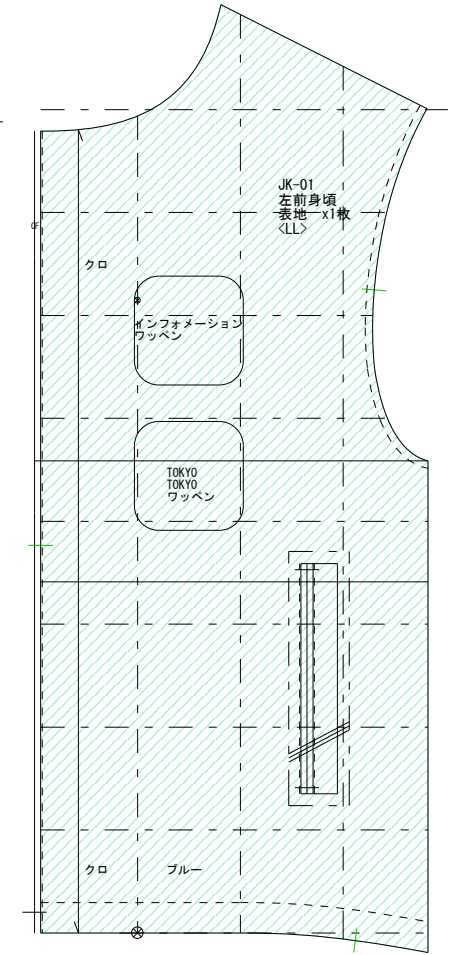 JK-01
左前身頃
表地 x1枚
<LL>
CF
クロ
インフォメーション
ワッペン
TOKYO
TOKYO
ワッペン
クロ
ブルー